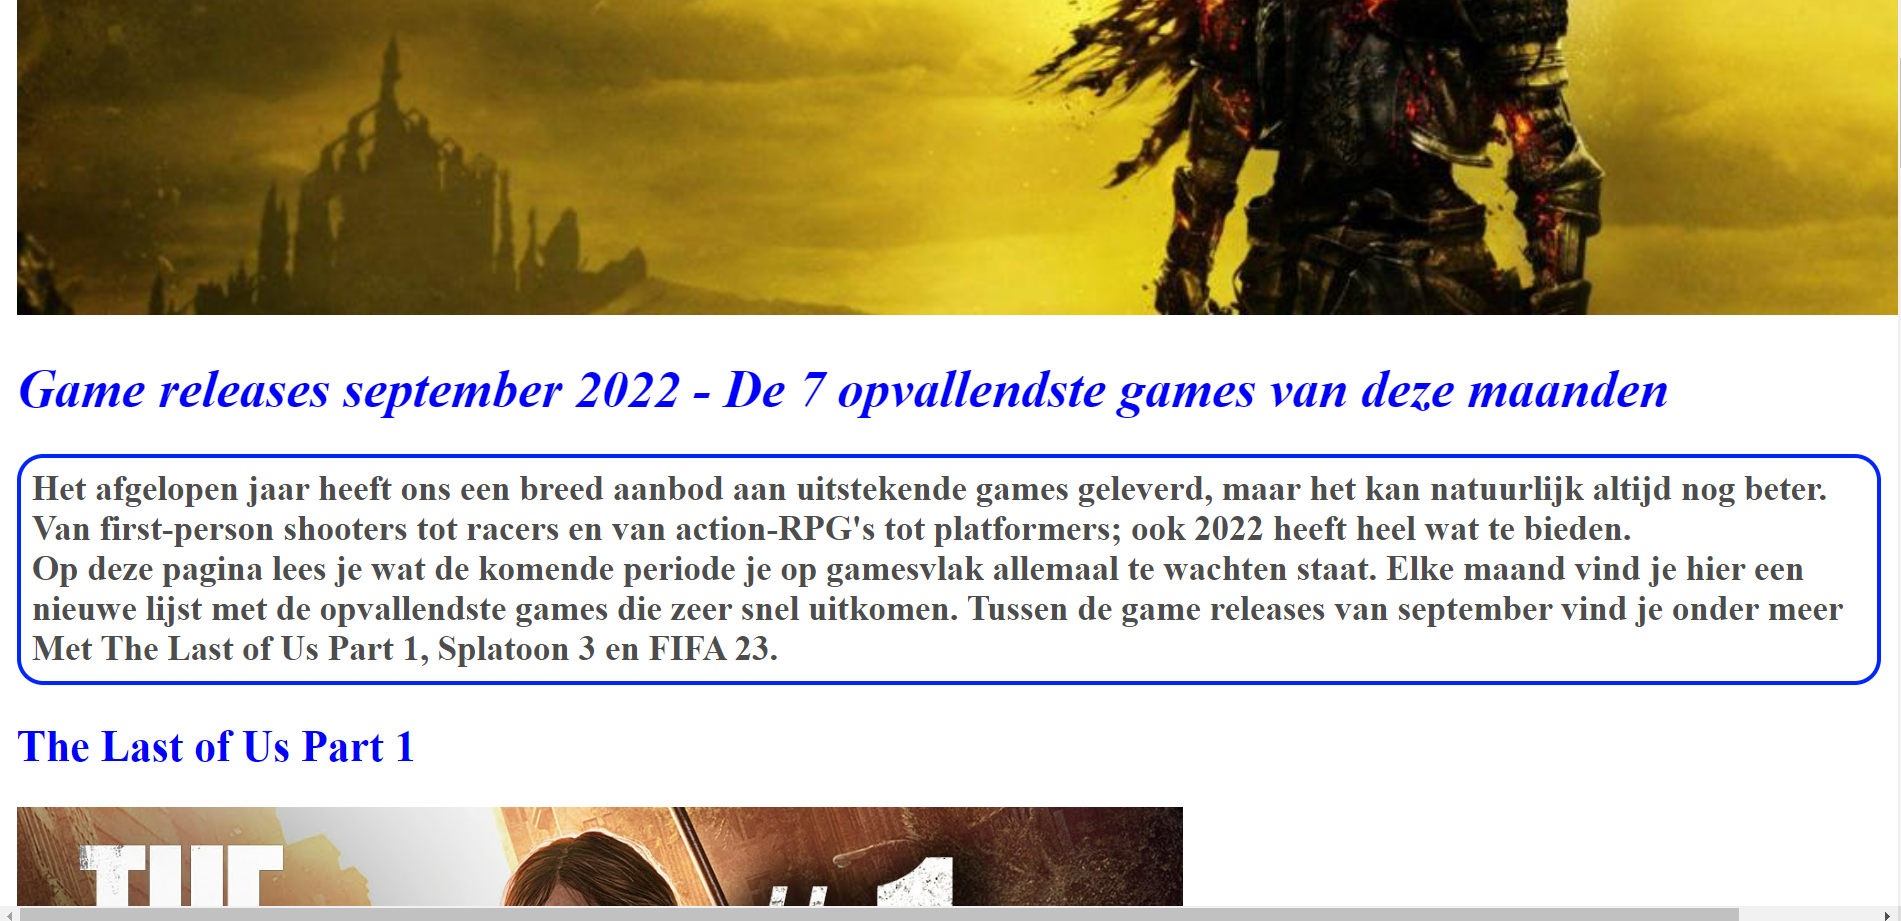 Game releases september 2022 - De 7 opvallendste games van deze maanden
Het afgelopen jaar heeft ons een breed aanbod aan uitstekende games geleverd, maar het kan natuurlijk altijd nog beter.
Van first-person shooters tot racers en van action-RPG's tot platformers; ook 2022 heeft heel wat te bieden.
Op deze pagina lees je wat de komende periode je op gamesvlak allemaal te wachten staat. Elke maand vind je hier een
nieuwe lijst met de opvallendste games die zeer snel uitkomen. Tussen de game releases van september vind je onder meer
Met The Last of Us Part 1, Splatoon 3 en FIFA 23.
The Last of Us Part 1
THE